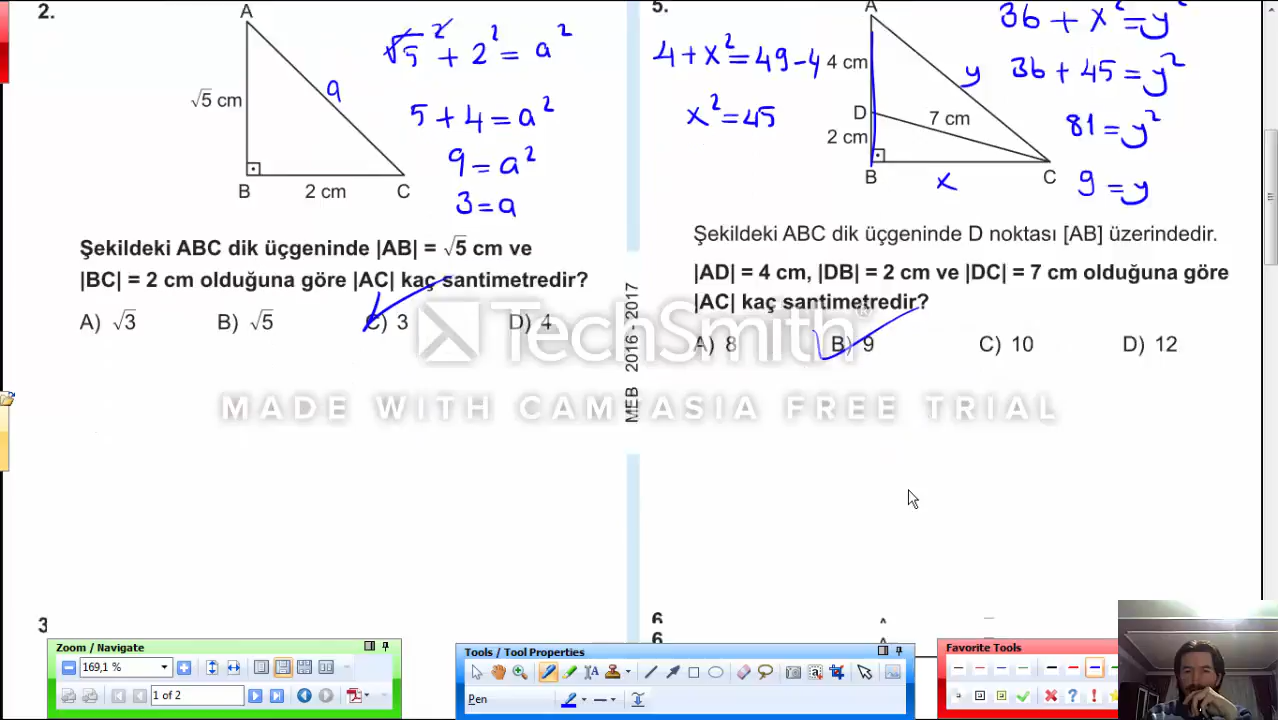 2.
A
√5 cm
a
B
2 cm
C
√5² + 2² = a²
5 + 4 = a²
9 = a²
3 = a
Şekildeki ABC dik üçgeninde |AB| = √5 cm ve
|BC| = 2 cm olduğuna göre |AC| kaç santimetredir?
A) √3 B) √5 C) 3 D) 4
MEB 2016 - 2017
5.
A
4 + x² = 49 - 4
x² = 45
4 cm
D
2 cm
7 cm
y
B
x
C
36 + x² = y²
36 + 45 = y²
81 = y²
9 = y
Şekildeki ABC dik üçgeninde D noktası [AB] üzerindedir.
|AD| = 4 cm, |DB| = 2 cm ve |DC| = 7 cm olduğuna göre
|AC| kaç santimetredir?
A) 8 B) 9 C) 10 D) 12
TechSmith®
MADE WITH CAMTASIA FREE TRIAL
3
6
6
Zoom / Navigate
169,1 %
1 of 2
Tools / Tool Properties
Pen
Favorite Tools